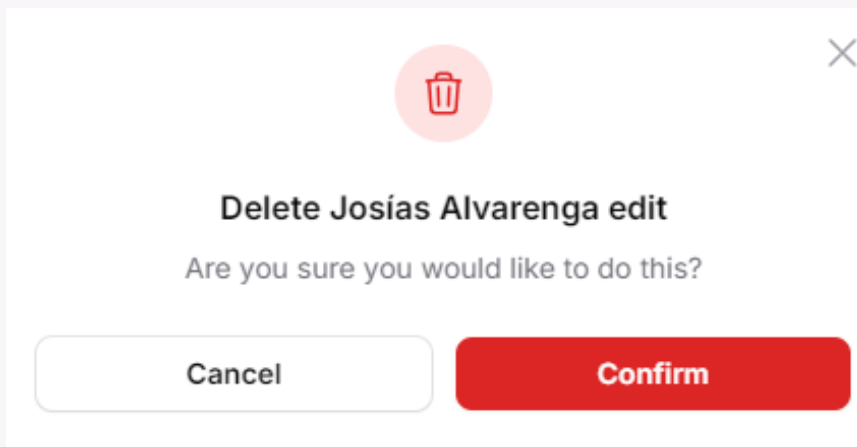 Delete Josías Alvarenga edit
Are you sure you would like to do this?
Cancel
Confirm